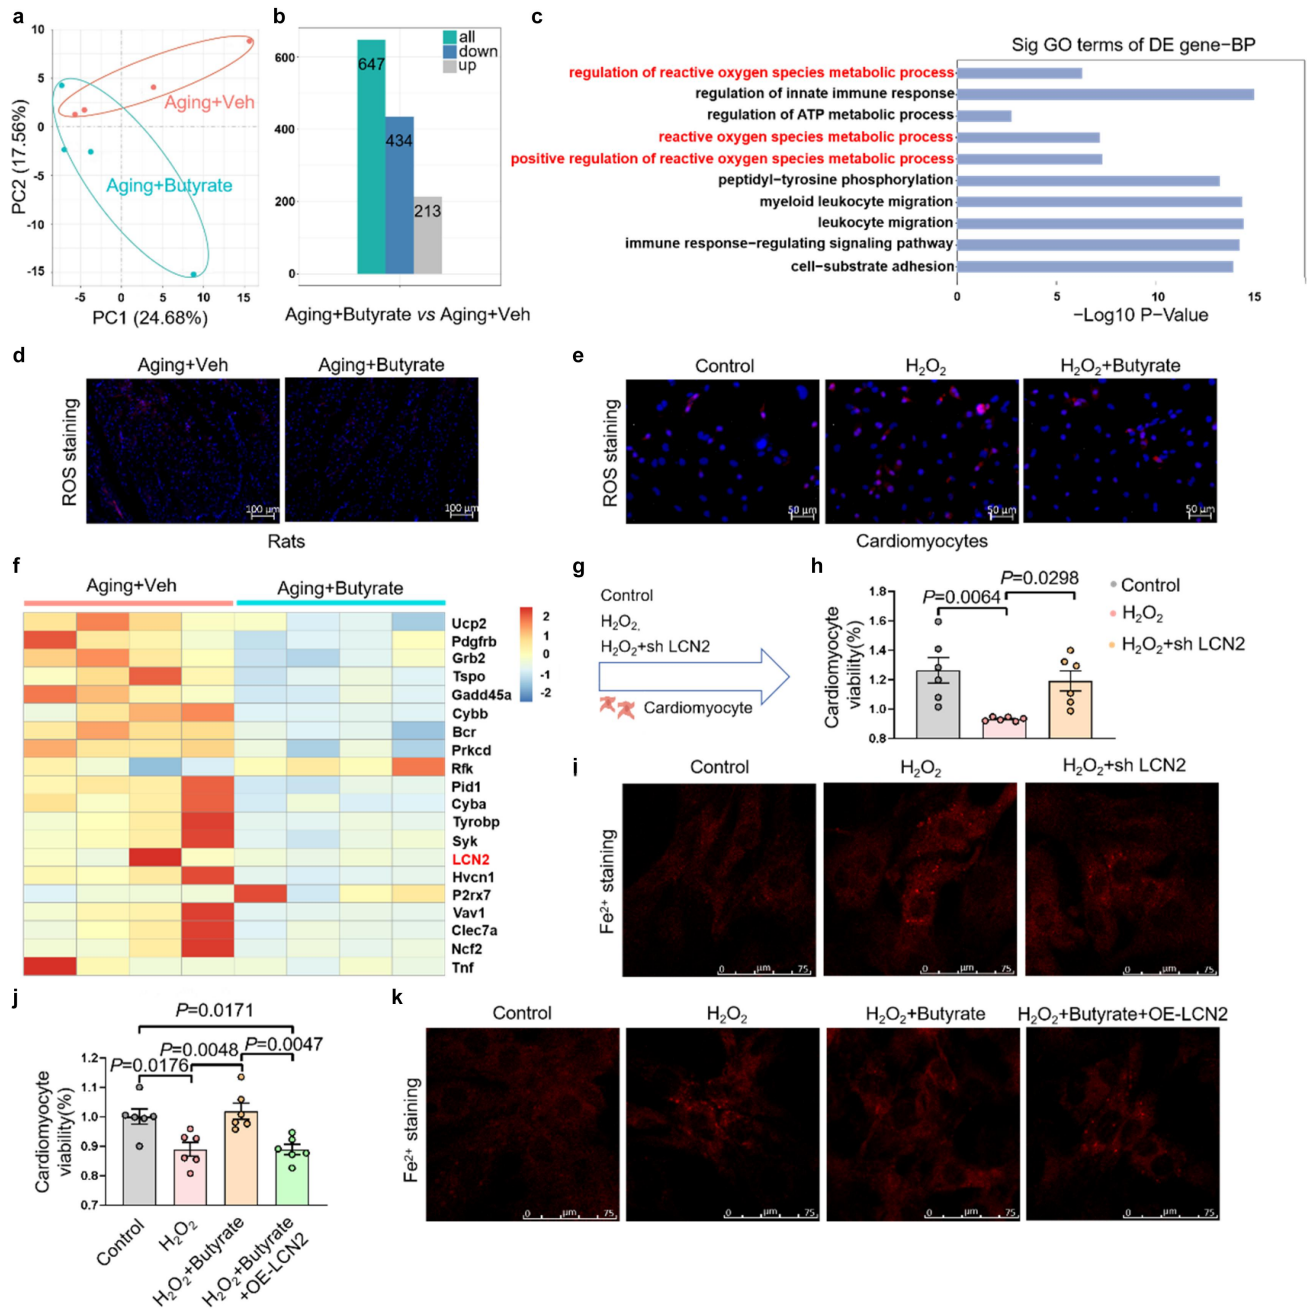 a
10
5
0
-5
-10
-15
-5
0
5
10
15
PC2 (17.56%)
PC1 (24.68%)
Aging+Veh
Aging+Butyrate
b
600
400
200
0
647
434
213
all
down
up
Aging+Butyrate vs Aging+Veh
c
Sig GO terms of DE gene−BP
regulation of reactive oxygen species metabolic process
regulation of innate immune response
regulation of ATP metabolic process
reactive oxygen species metabolic process
positive regulation of reactive oxygen species metabolic process
peptidyl−tyrosine phosphorylation
myeloid leukocyte migration
leukocyte migration
immune response−regulating signaling pathway
cell−substrate adhesion
0
5
10
15
−Log10 P−Value
d
Aging+Veh
Aging+Butyrate
ROS staining
100 µm
100 µm
Rats
e
Control
H₂O₂
H₂O₂+Butyrate
ROS staining
50 µm
50 µm
50 µm
Cardiomyocytes
f
Aging+Veh
Aging+Butyrate
Ucp2
Pdgfrb
Grb2
Tspo
Gadd45a
Cybb
Bcr
Prkcd
Rfk
Pid1
Cyba
Tyrobp
Syk
LCN2
Hvcn1
P2rx7
Vav1
Clec7a
Ncf2
Tnf
2
1
0
-1
-2
g
Control
H₂O₂,
H₂O₂+sh LCN2
Cardiomyocyte
h
P=0.0298
P=0.0064
1.8
1.6
1.4
1.2
1.0
0.8
Cardiomyocyte
viability(%)
Control
H₂O₂
H₂O₂+sh LCN2
i
Control
H₂O₂
H₂O₂+sh LCN2
Fe²⁺ staining
0 µm 75
0 µm 75
0 µm 75
j
P=0.0171
P=0.0048
P=0.0047
P=0.0176
1.2
1.1
1.0
0.9
0.8
0.7
Cardiomyocyte
viability(%)
Control
H₂O₂
H₂O₂+Butyrate
H₂O₂+Butyrate
+OE-LCN2
k
Control
H₂O₂
H₂O₂+Butyrate
H₂O₂+Butyrate+OE-LCN2
Fe²⁺ staining
0 µm 75
0 µm 75
0 µm 75
0 µm 75